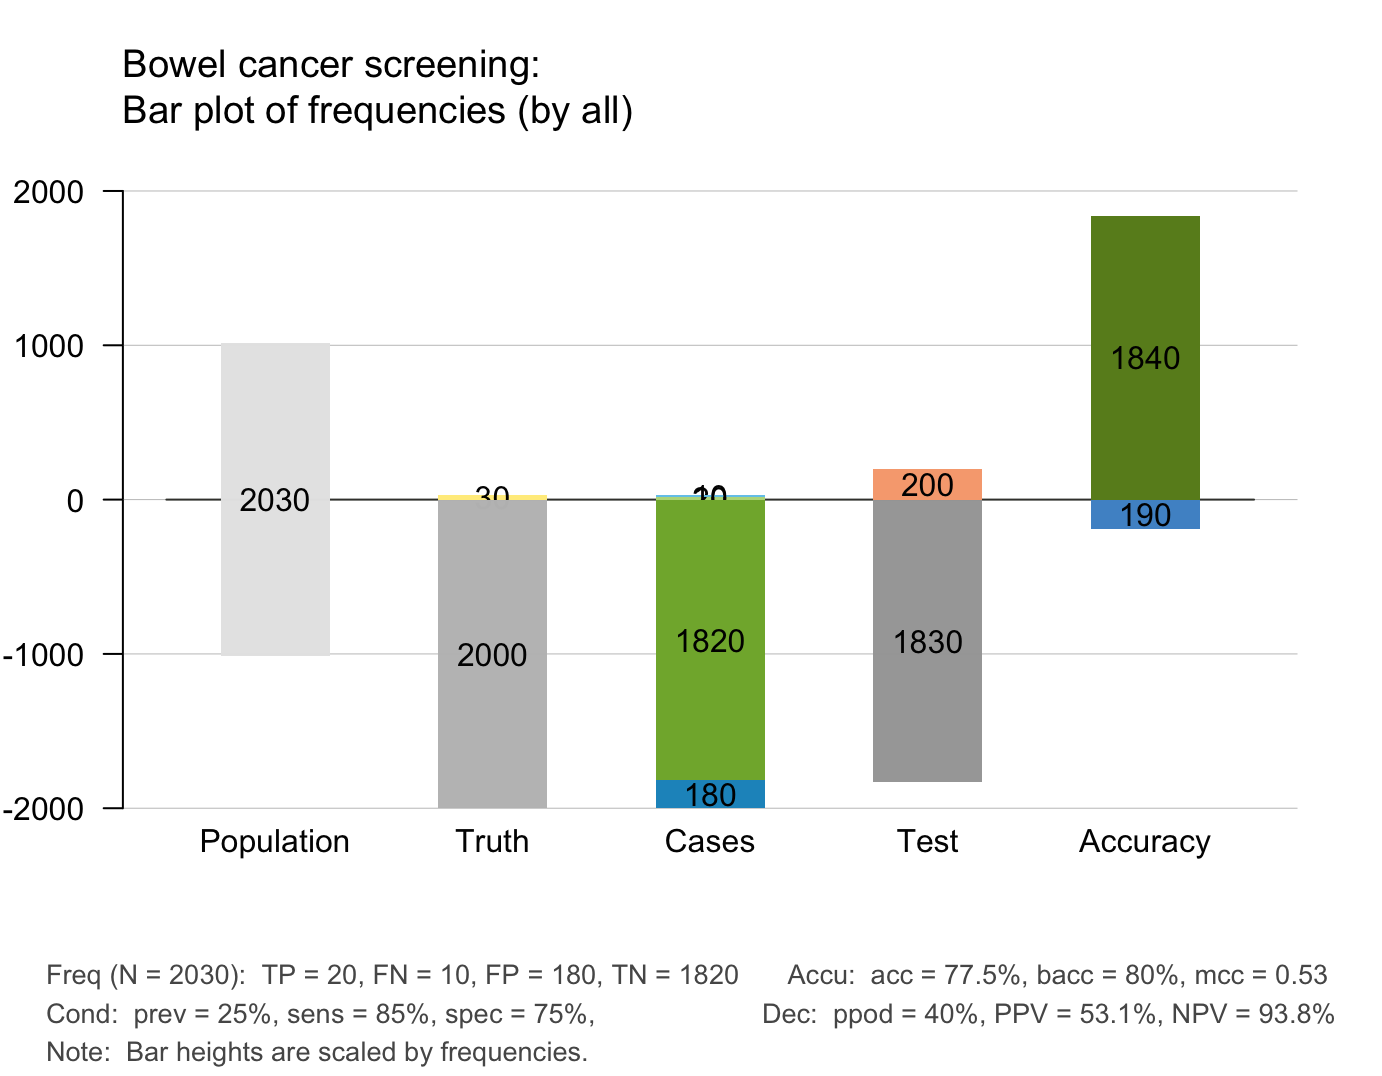 Bowel cancer screening:
Bar plot of frequencies (by all)
2000
1000
0
-1000
-2000
2030
30
2000
10
1820
180
200
1830
1840
190
Population Truth Cases Test Accuracy
Freq (N = 2030): TP = 20, FN = 10, FP = 180, TN = 1820 Accu: acc = 77.5%, bacc = 80%, mcc = 0.53
Cond: prev = 25%, sens = 85%, spec = 75%, Dec: ppod = 40%, PPV = 53.1%, NPV = 93.8%
Note: Bar heights are scaled by frequencies.